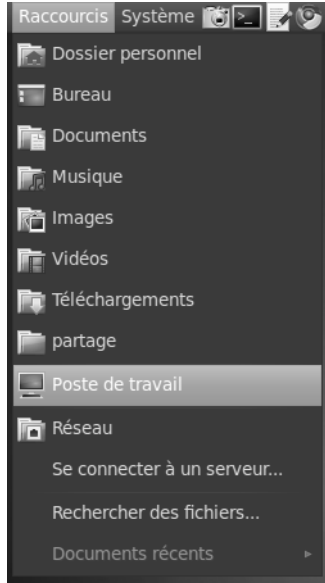 Raccourcis Système
Dossier personnel
Bureau
Documents
Musique
Images
Vidéos
Téléchargements
partage
Poste de travail
Réseau
Se connecter à un serveur...
Rechercher des fichiers...
Documents récents